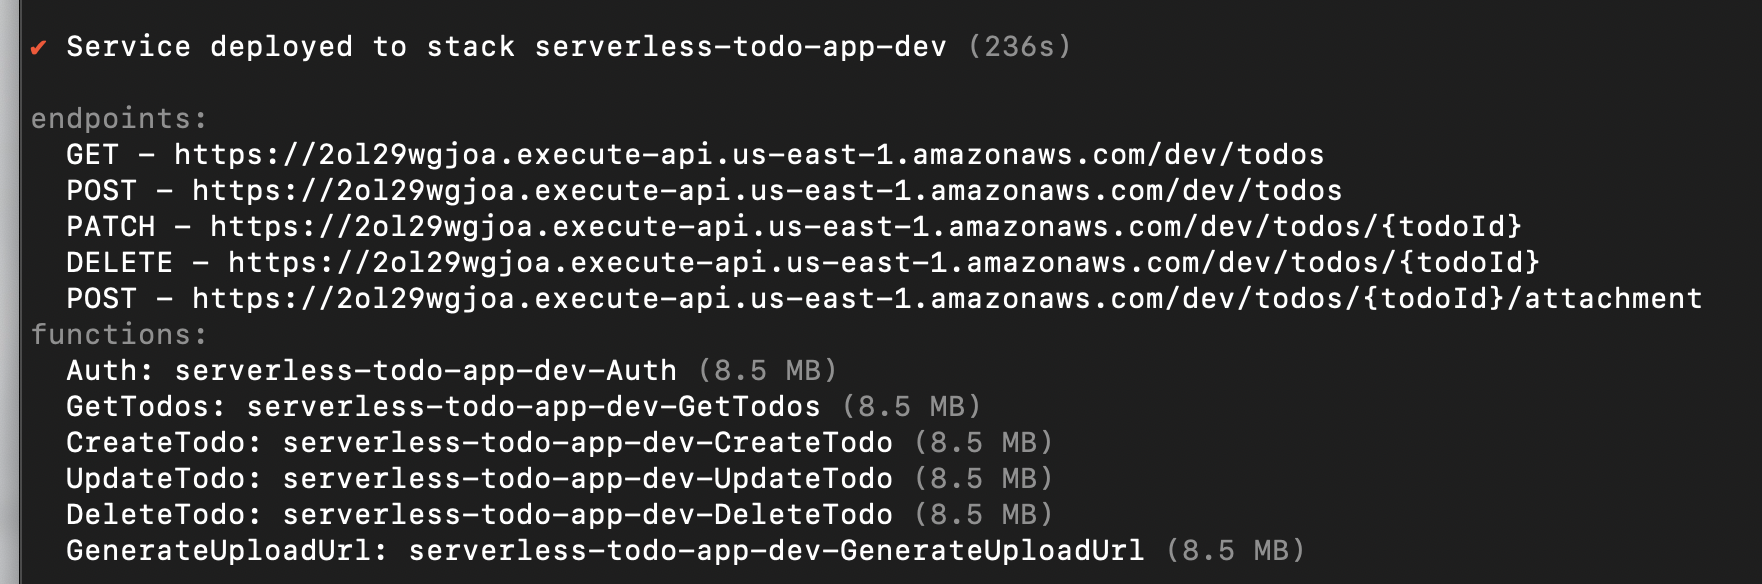 ✔ Service deployed to stack serverless-todo-app-dev (236s)
endpoints:
GET - https://2ol29wgjoa.execute-api.us-east-1.amazonaws.com/dev/todos
POST - https://2ol29wgjoa.execute-api.us-east-1.amazonaws.com/dev/todos
PATCH - https://2ol29wgjoa.execute-api.us-east-1.amazonaws.com/dev/todos/{todoId}
DELETE - https://2ol29wgjoa.execute-api.us-east-1.amazonaws.com/dev/todos/{todoId}
POST - https://2ol29wgjoa.execute-api.us-east-1.amazonaws.com/dev/todos/{todoId}/attachment
functions:
Auth: serverless-todo-app-dev-Auth (8.5 MB)
GetTodos: serverless-todo-app-dev-GetTodos (8.5 MB)
CreateTodo: serverless-todo-app-dev-CreateTodo (8.5 MB)
UpdateTodo: serverless-todo-app-dev-UpdateTodo (8.5 MB)
DeleteTodo: serverless-todo-app-dev-DeleteTodo (8.5 MB)
GenerateUploadUrl: serverless-todo-app-dev-GenerateUploadUrl (8.5 MB)